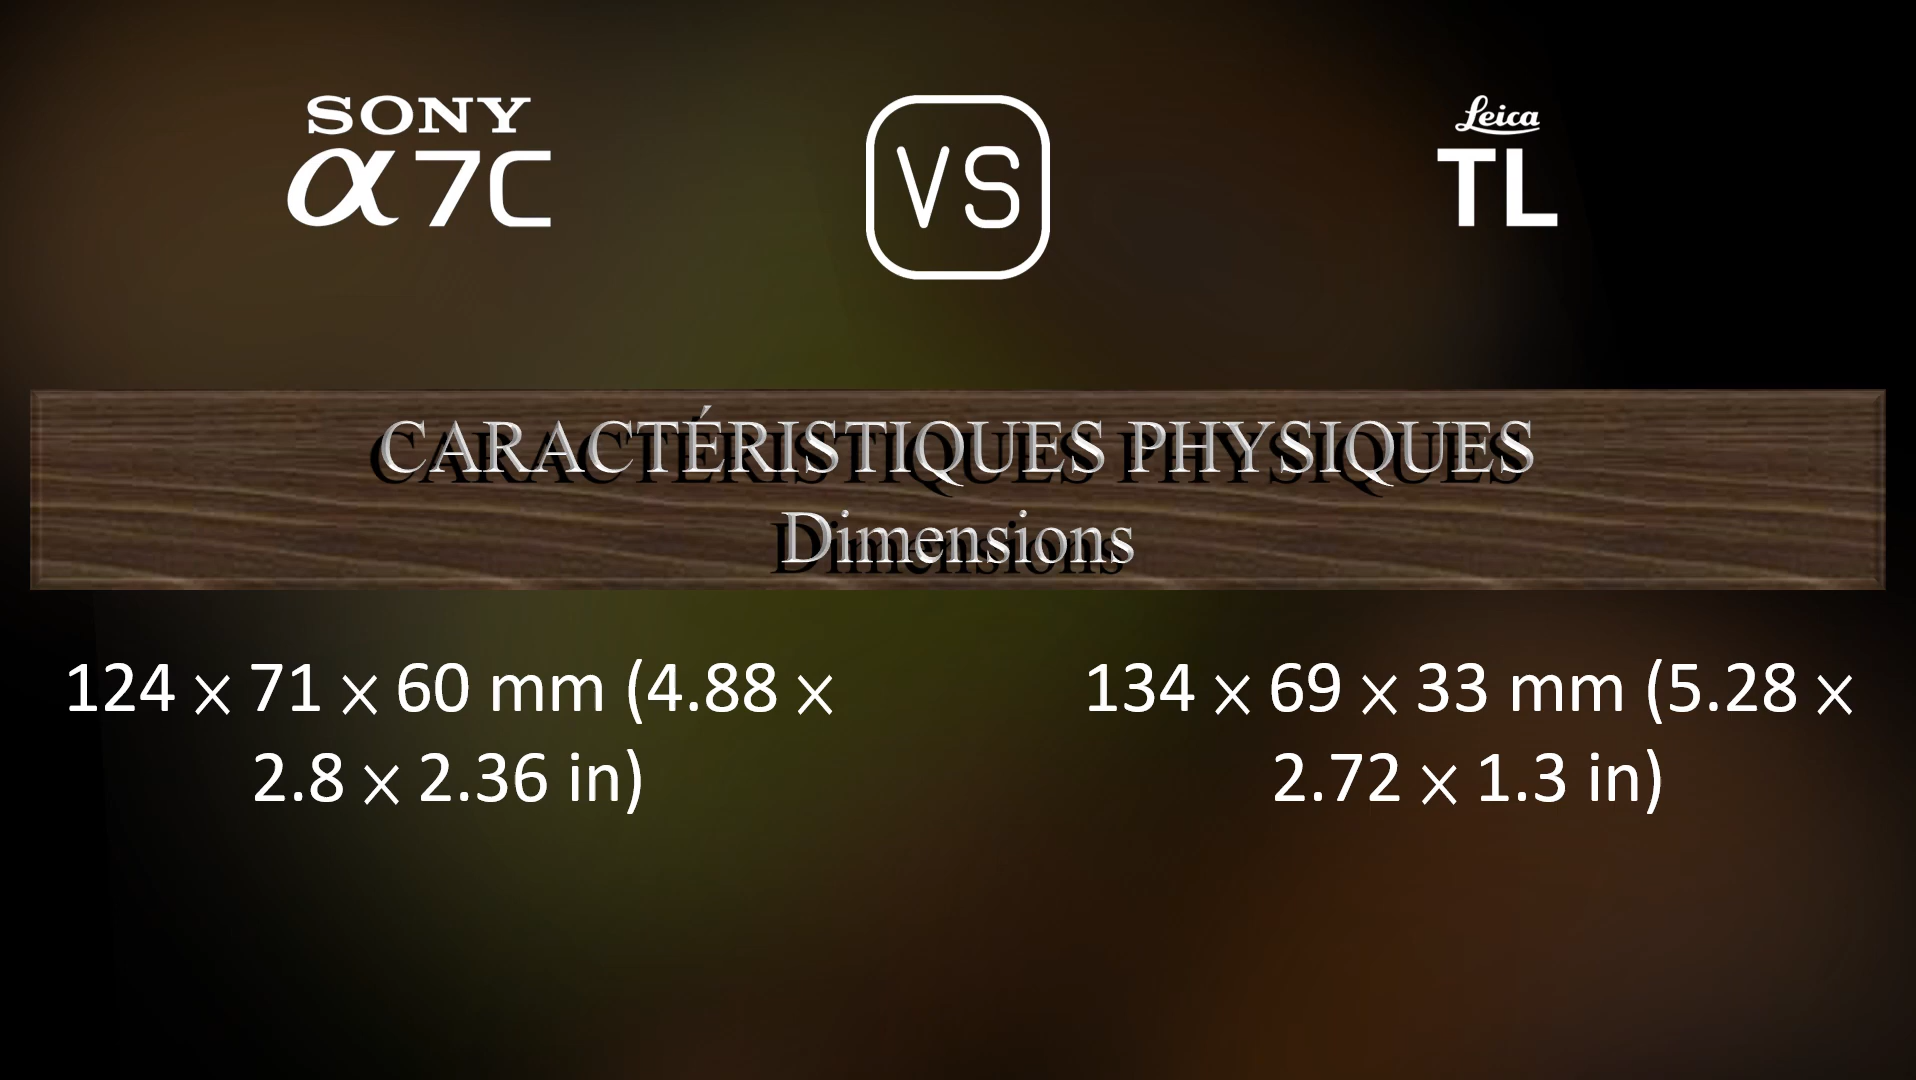 SONY
α7C
VS
Leica
TL
CARACTÉRISTIQUES PHYSIQUES
Dimensions
124 x 71 x 60 mm (4.88 x
2.8 x 2.36 in)
134 x 69 x 33 mm (5.28 x
2.72 x 1.3 in)